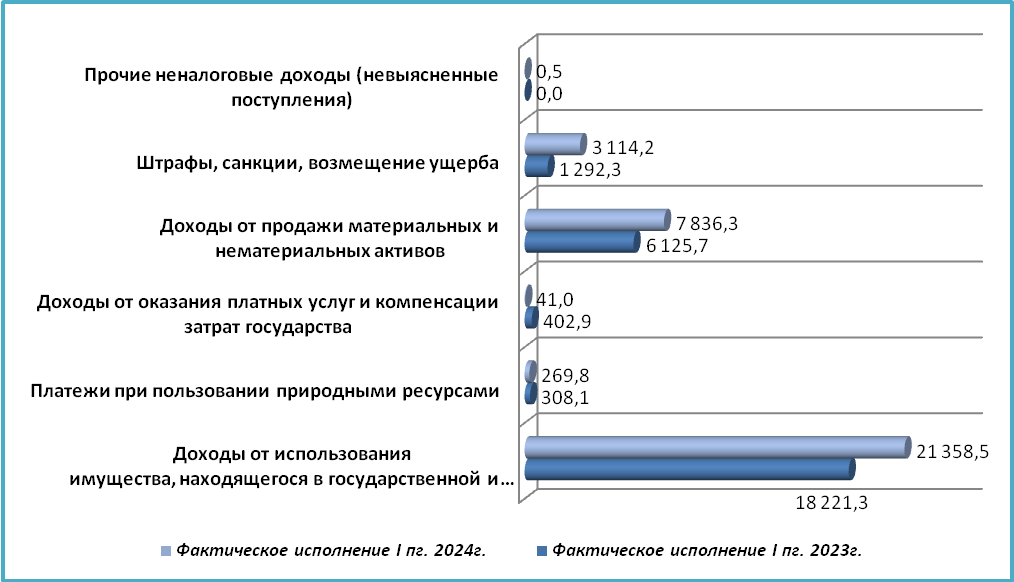 Прочие неналоговые доходы (невыясненные
поступления)
0,5
0,0
Штрафы, санкции, возмещение ущерба
3 114,2
1 292,3
Доходы от продажи материальных и
нематериальных активов
7 836,3
6 125,7
Доходы от оказания платных услуг и компенсации
затрат государства
41,0
402,9
Платежи при пользовании природными ресурсами
269,8
308,1
Доходы от использования
имущества, находящегося в государственной и...
21 358,5
18 221,3
Фактическое исполнение I пг. 2024г.
Фактическое исполнение I пг. 2023г.